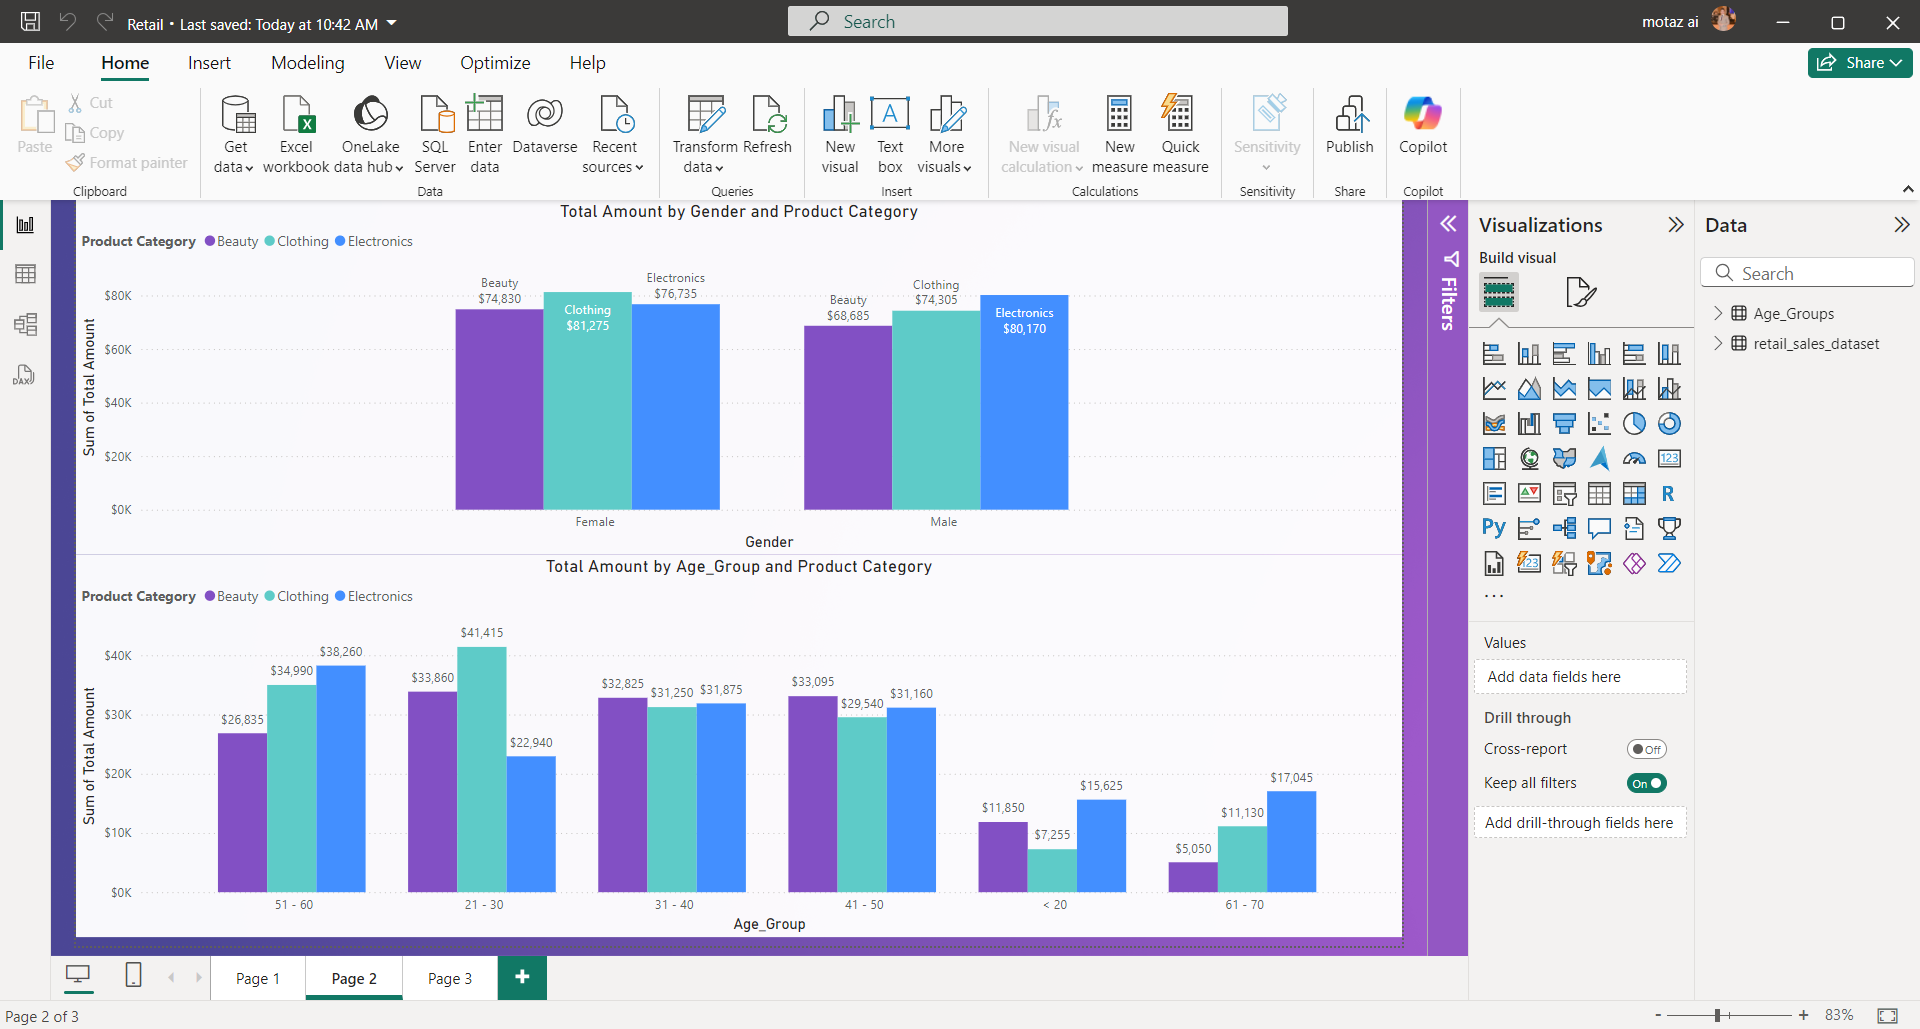 Retail • Last saved: Today at 10:42 AM
Search
motaz ai
File Home Insert Modeling View Optimize Help
Share
Paste
Cut
Copy
Format painter
Clipboard
Get data
Excel workbook
OneLake data hub
SQL Server
Enter data
Dataverse
Recent sources
Data
Transform data
Refresh
Queries
New visual
Text box
More visuals
Insert
New visual calculation
New measure
Quick measure
Calculations
Sensitivity
Sensitivity
Publish
Share
Copilot
Copilot
Total Amount by Gender and Product Category
Product Category Beauty Clothing Electronics
Sum of Total Amount
$80K
$60K
$40K
$20K
$0K
Beauty
$74,830
Clothing
$81,275
Electronics
$76,735
Beauty
$68,685
Clothing
$74,305
Electronics
$80,170
Female
Male
Gender
Total Amount by Age_Group and Product Category
Product Category Beauty Clothing Electronics
Sum of Total Amount
$40K
$30K
$20K
$10K
$0K
$26,835
$34,990
$38,260
$33,860
$41,415
$22,940
$32,825
$31,250
$31,875
$33,095
$29,540
$31,160
$11,850
$7,255
$15,625
$5,050
$11,130
$17,045
51 - 60
21 - 30
31 - 40
41 - 50
< 20
61 - 70
Age_Group
Filters
Visualizations
Build visual
123
R
Py
123
...
Values
Add data fields here
Drill through
Cross-report
Off
Keep all filters
On
Add drill-through fields here
Data
Search
Age_Groups
retail_sales_dataset
DAX
Page 1
Page 2
Page 3
+
Page 2 of 3
- + 83%